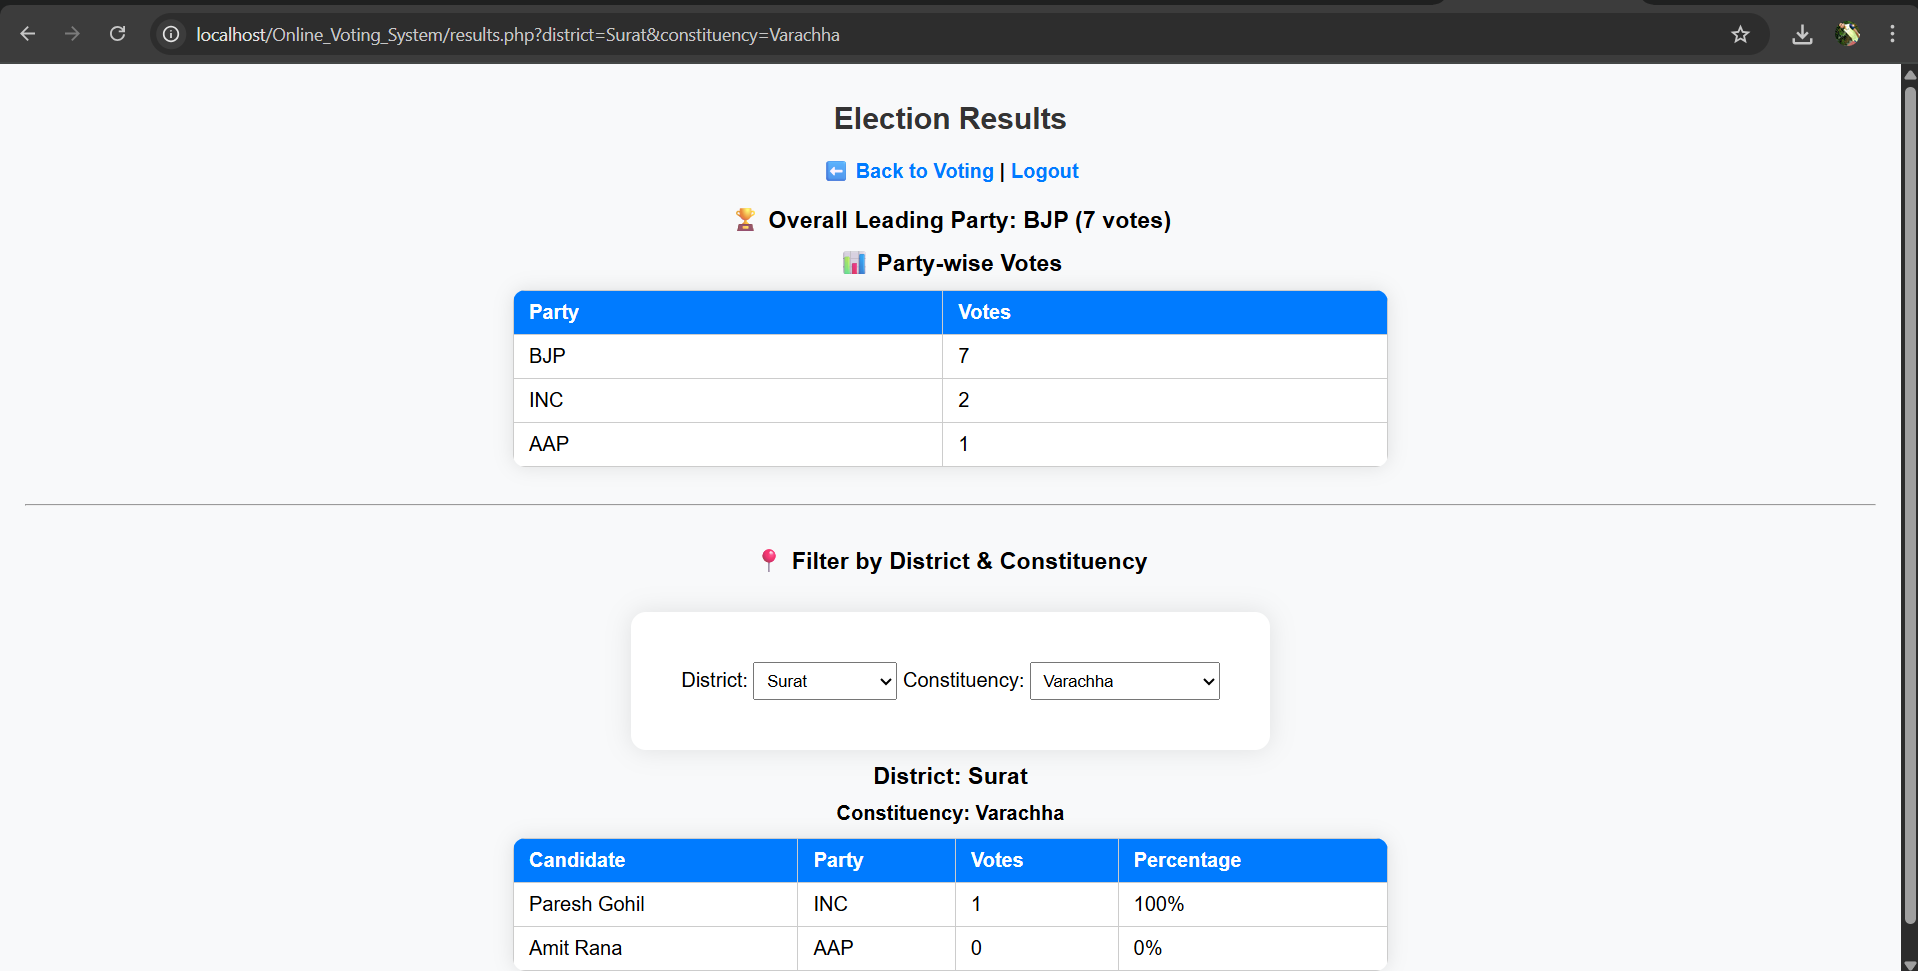 localhost/Online_Voting_System/results.php?district=Surat&constituency=Varachha
Election Results
Back to Voting | Logout
Overall Leading Party: BJP (7 votes)
Party-wise Votes
Party Votes
BJP 7
INC 2
AAP 1
Filter by District & Constituency
District: Surat Constituency: Varachha
District: Surat
Constituency: Varachha
Candidate Party Votes Percentage
Paresh Gohil INC 1 100%
Amit Rana AAP 0 0%